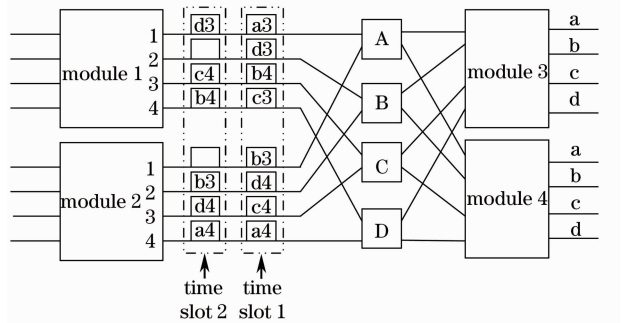 d3 a3
1
A
a
2
d3
b
module 1
c4 b4
3
B
module 3
c
b4 c3
4
d
C
b3
1
a
b3 d4
2
b
module 2
d4 c4
3
module 4
c
a4 a4
4
D
d
time time
slot 2 slot 1